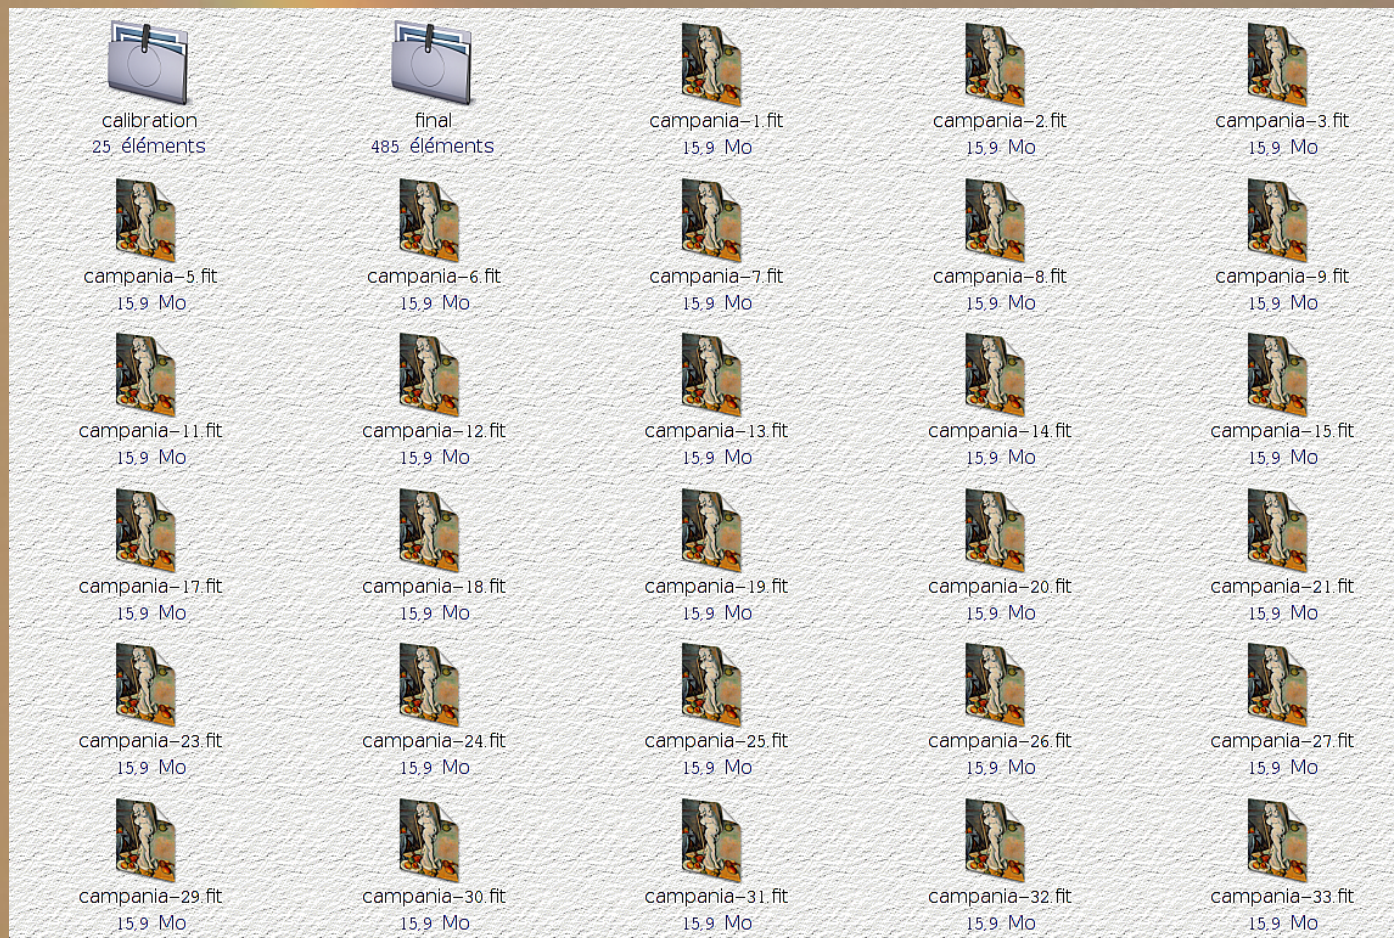 calibration
25 éléments
final
485 éléments
campania-1.fit
15,9 Mo
campania-2.fit
15,9 Mo
campania-3.fit
15,9 Mo
campania-5.fit
15,9 Mo
campania-6.fit
15,9 Mo
campania-7.fit
15,9 Mo
campania-8.fit
15,9 Mo
campania-9.fit
15,9 Mo
campania-11.fit
15,9 Mo
campania-12.fit
15,9 Mo
campania-13.fit
15,9 Mo
campania-14.fit
15,9 Mo
campania-15.fit
15,9 Mo
campania-17.fit
15,9 Mo
campania-18.fit
15,9 Mo
campania-19.fit
15,9 Mo
campania-20.fit
15,9 Mo
campania-21.fit
15,9 Mo
campania-23.fit
15,9 Mo
campania-24.fit
15,9 Mo
campania-25.fit
15,9 Mo
campania-26.fit
15,9 Mo
campania-27.fit
15,9 Mo
campania-29.fit
15,9 Mo
campania-30.fit
15,9 Mo
campania-31.fit
15,9 Mo
campania-32.fit
15,9 Mo
campania-33.fit
15,9 Mo